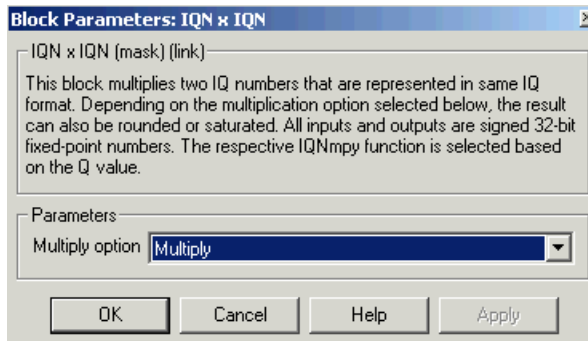 Block Parameters: IQN x IQN
IQN x IQN (mask) (link)
This block multiplies two IQ numbers that are represented in same IQ
format. Depending on the multiplication option selected below, the result
can also be rounded or saturated. All inputs and outputs are signed 32-bit
fixed-point numbers. The respective IQNmpy function is selected based
on the Q value.
Parameters
Multiply option Multiply
OK Cancel Help Apply